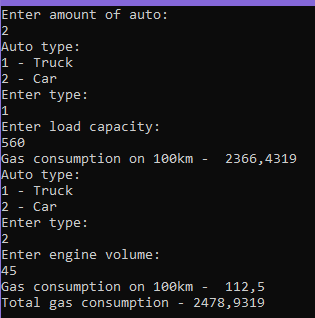 Enter amount of auto:
2
Auto type:
1 - Truck
2 - Car
Enter type:
1
Enter load capacity:
560
Gas consumption on 100km -  2366,4319
Auto type:
1 - Truck
2 - Car
Enter type:
2
Enter engine volume:
45
Gas consumption on 100km -  112,5
Total gas consumption - 2478,9319